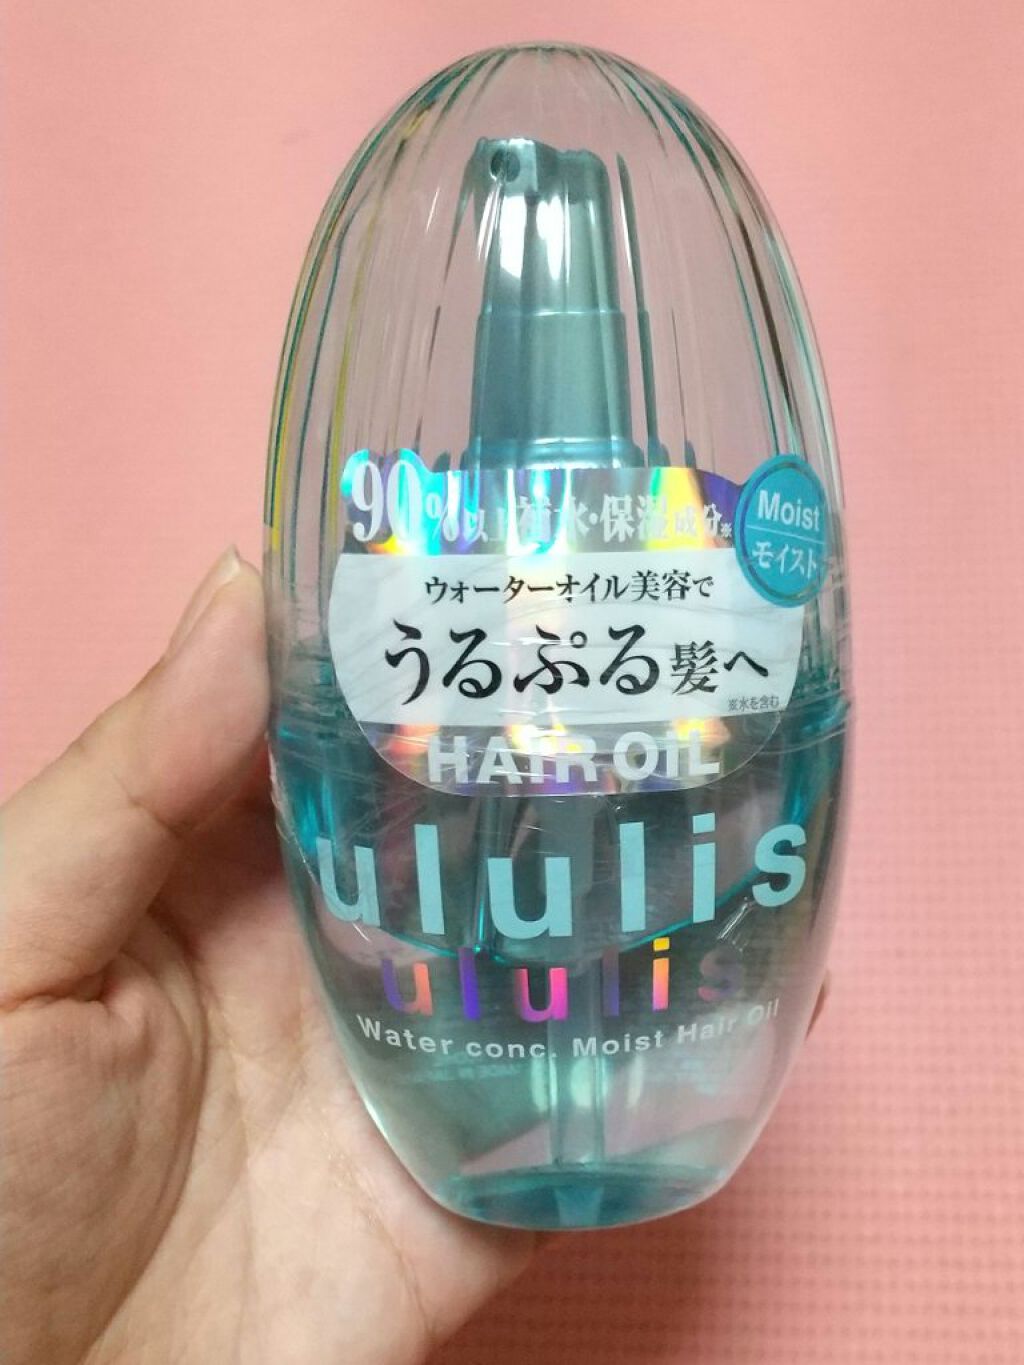 90%以上補水・保湿成分※
Moist
モイスト
ウォーターオイル美容で
うるぷる髪へ
※水を含む
HAIR OIL
ululis
ululis
Water conc. Moist Hair Oil